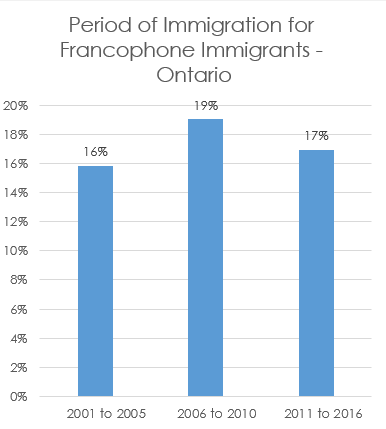 Period of Immigration for
Francophone Immigrants -
Ontario
20%
18%
16%
14%
12%
10%
8%
6%
4%
2%
0%
16%
19%
17%
2001 to 2005
2006 to 2010
2011 to 2016